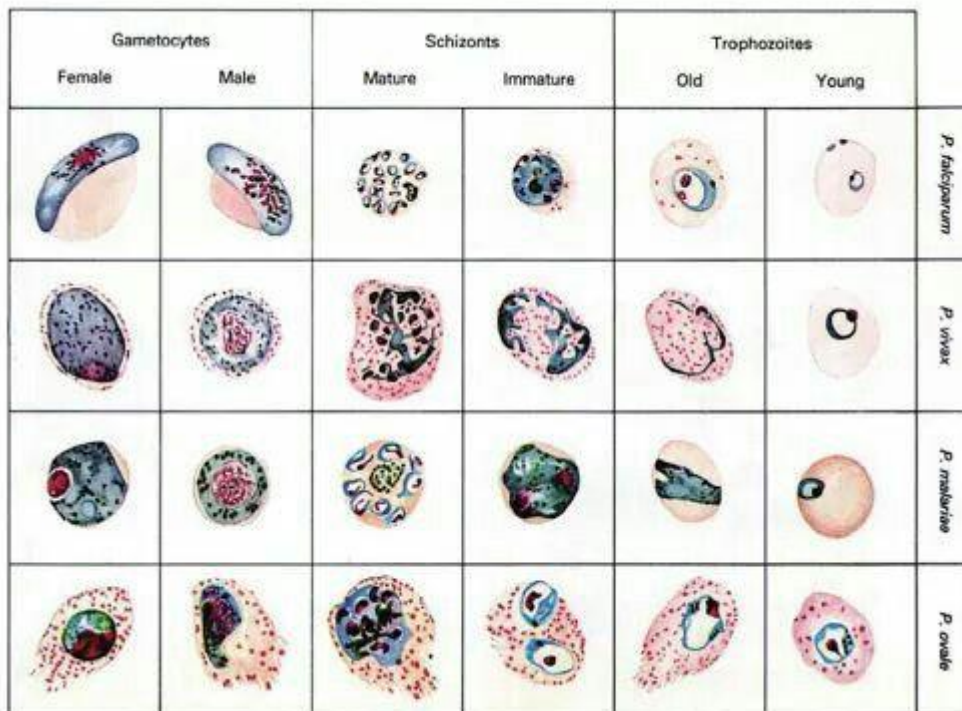 Gametocytes Schizonts Trophozoites
Female Male Mature Immature Old Young
P. falciparum
P. vivax
P. malariae
P. ovale